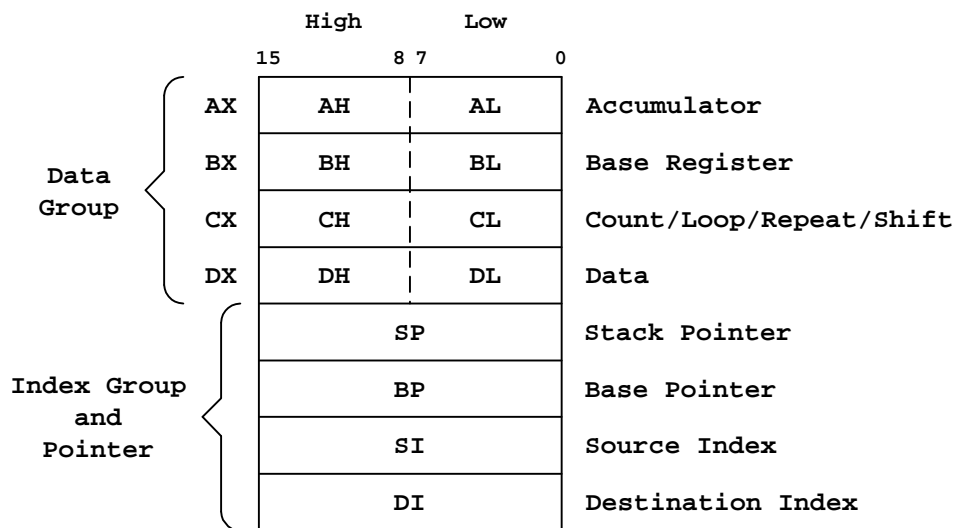 High Low
15 8 7 0
AX AH AL Accumulator
BX BH BL Base Register
Data
Group
CX CH CL Count/Loop/Repeat/Shift
DX DH DL Data
SP Stack Pointer
Index Group
and
Pointer
BP Base Pointer
SI Source Index
DI Destination Index